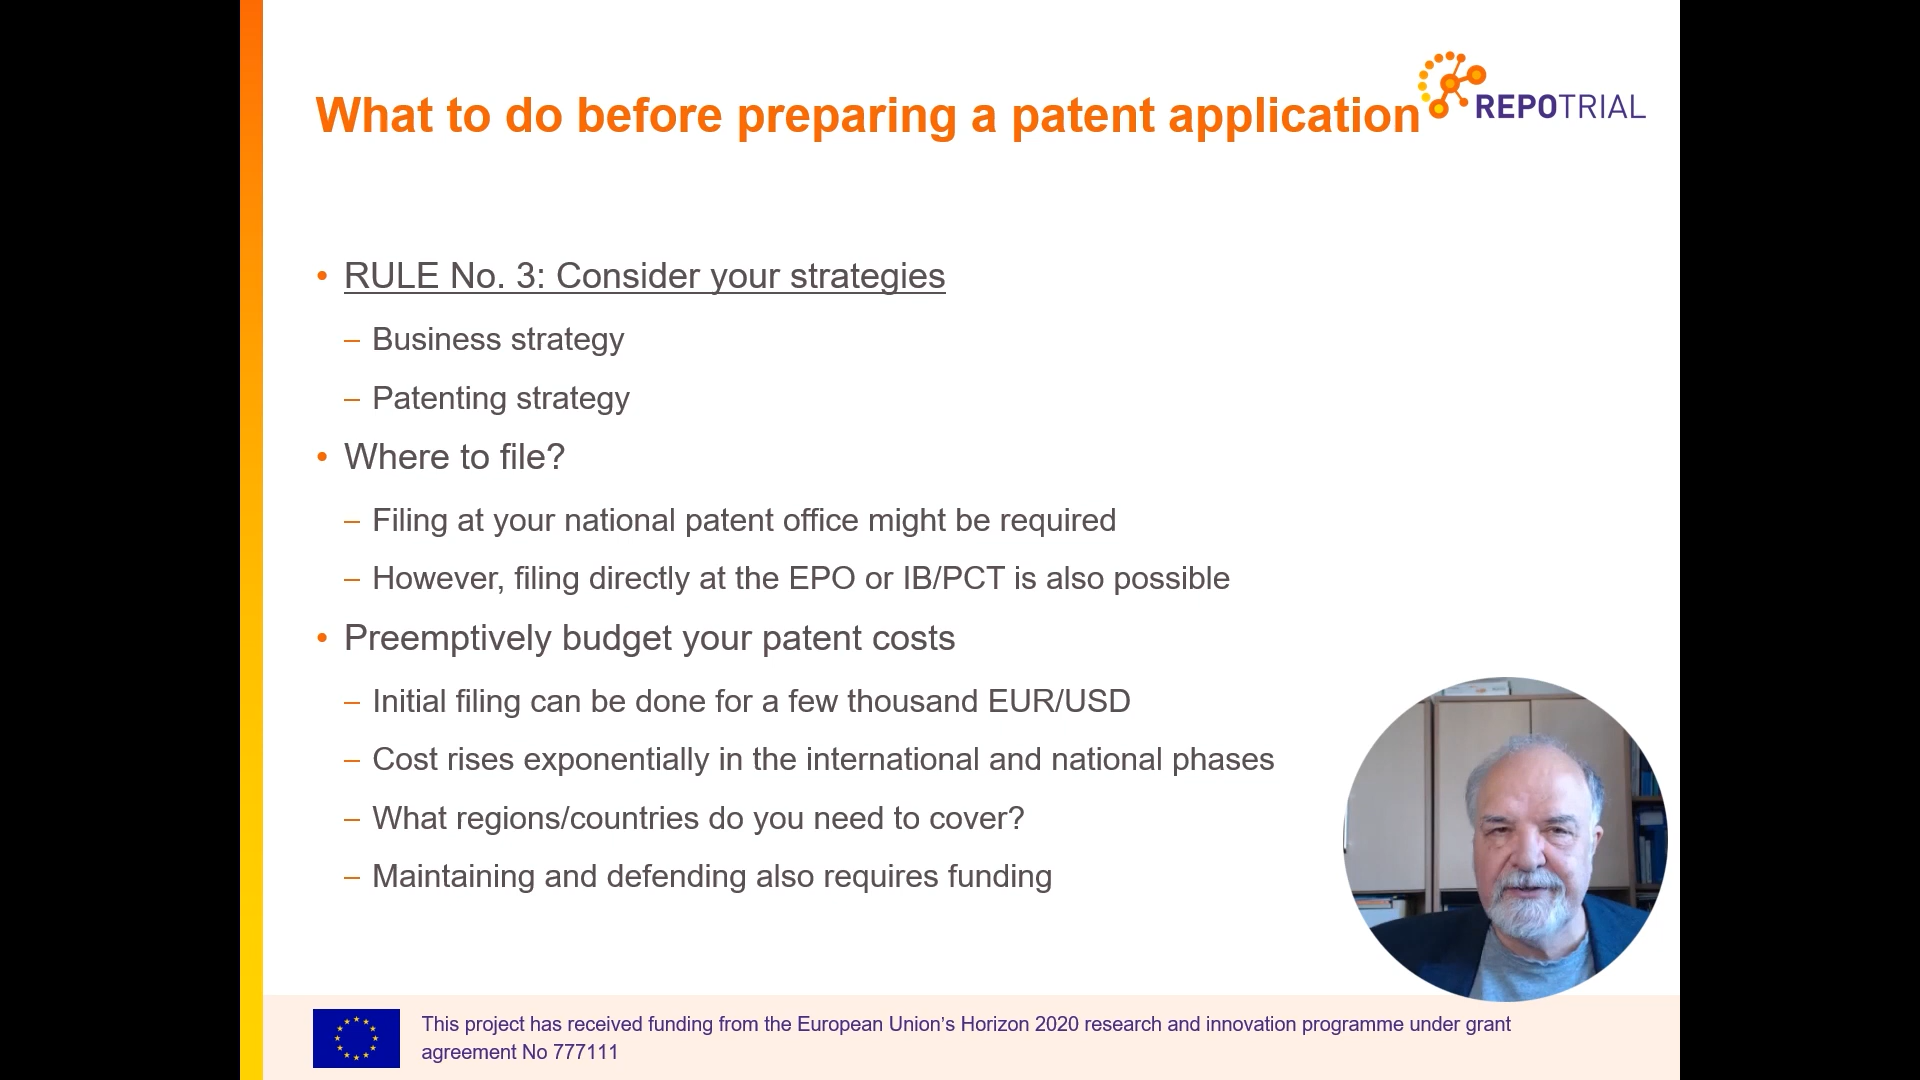 What to do before preparing a patent application
REPOTRIAL
• RULE No. 3: Consider your strategies
– Business strategy
– Patenting strategy
• Where to file?
– Filing at your national patent office might be required
– However, filing directly at the EPO or IB/PCT is also possible
• Preemptively budget your patent costs
– Initial filing can be done for a few thousand EUR/USD
– Cost rises exponentially in the international and national phases
– What regions/countries do you need to cover?
– Maintaining and defending also requires funding
This project has received funding from the European Union’s Horizon 2020 research and innovation programme under grant
agreement No 777111